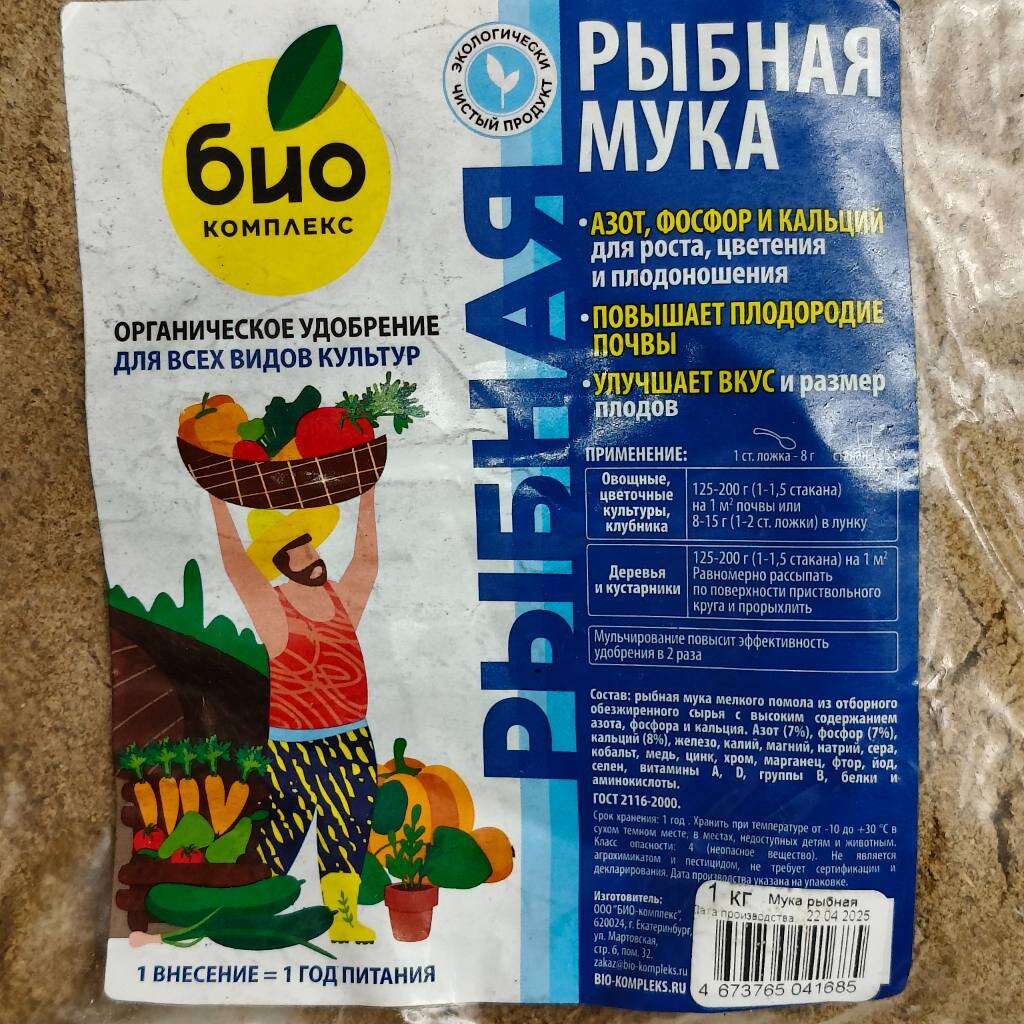 био
КОМПЛЕКС
ЭКОЛОГИЧЕСКИ
ЧИСТЫЙ ПРОДУКТ
ОРГАНИЧЕСКОЕ УДОБРЕНИЕ
ДЛЯ ВСЕХ ВИДОВ КУЛЬТУР
1 ВНЕСЕНИЕ = 1 ГОД ПИТАНИЯ
РЫБНАЯ
РЫБНАЯ
МУКА
• АЗОТ, ФОСФОР И КАЛЬЦИЙ
для роста, цветения
и плодоношения
• ПОВЫШАЕТ ПЛОДОРОДИЕ
ПОЧВЫ
• УЛУЧШАЕТ ВКУС и размер
плодов
ПРИМЕНЕНИЕ: 1 ст. ложка - 8 г
Овощные,
цветочные
культуры,
клубника
125-200 г (1-1,5 стакана)
на 1 м² почвы или
8-15 г (1-2 ст. ложки) в лунку
Деревья
и кустарники
125-200 г (1-1,5 стакана) на 1 м²
Равномерно рассыпать
по поверхности приствольного
круга и прорыхлить
Мульчирование повысит эффективность
удобрения в 2 раза
Состав: рыбная мука мелкого помола из отборного
обезжиренного сырья с высоким содержанием
азота, фосфора и кальция. Азот (7%), фосфор (7%),
кальций (8%), железо, калий, магний, натрий, сера,
кобальт, медь, цинк, хром, марганец, фтор, йод,
селен, витамины А, D, группы В, белки и
аминокислоты.
ГОСТ 2116-2000.
Срок хранения: 1 год . Хранить при температуре от -10 до +30 °С в
сухом темном месте, в местах, недоступных детям и животным.
Класс опасности: 4 (неопасное вещество). Не является
агрохимикатом и пестицидом, не требует сертификации и
декларирования. Дата производства указана на упаковке.
Изготовитель:
ООО "БИО-комплекс",
620024, г. Екатеринбург,
ул. Мартовская,
стр. 6, пом. 32.
zakaz@bio-kompleks.ru
BIO-KOMPLEKS.RU
1 КГ Мука рыбная
Дата производства 22 04 2025
4 673765 041685